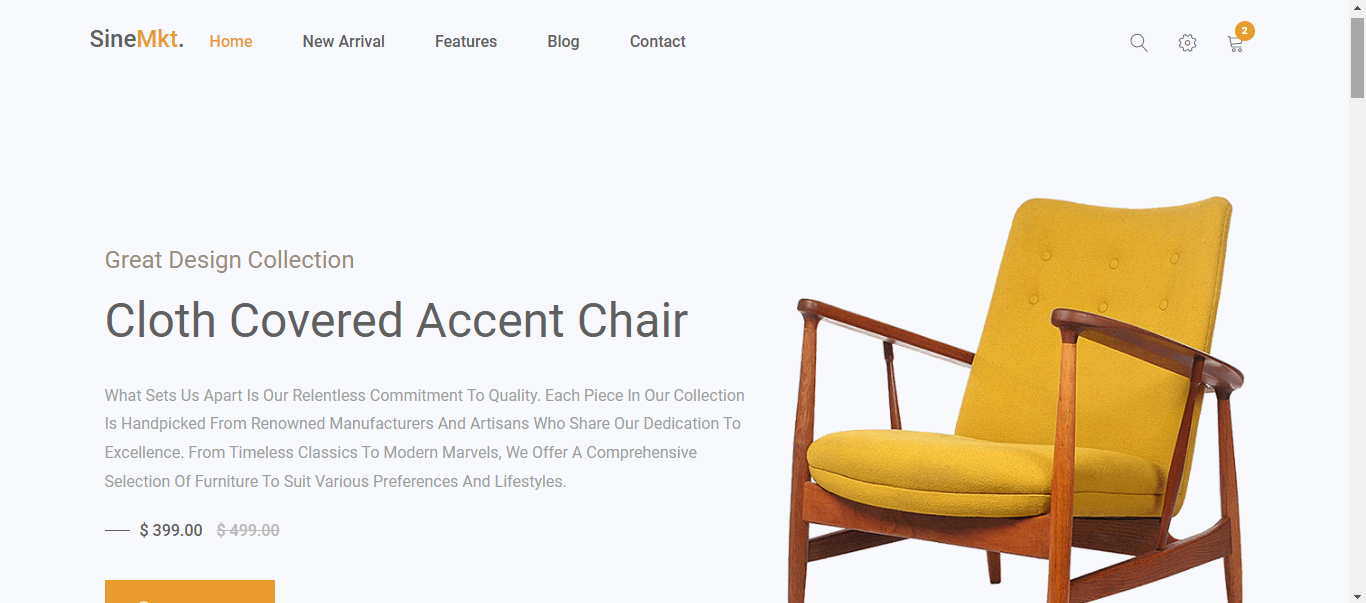 SineMkt. Home New Arrival Features Blog Contact
2
Great Design Collection
Cloth Covered Accent Chair
What Sets Us Apart Is Our Relentless Commitment To Quality. Each Piece In Our Collection
Is Handpicked From Renowned Manufacturers And Artisans Who Share Our Dedication To
Excellence. From Timeless Classics To Modern Marvels, We Offer A Comprehensive
Selection Of Furniture To Suit Various Preferences And Lifestyles.
$ 399.00 $ 499.00